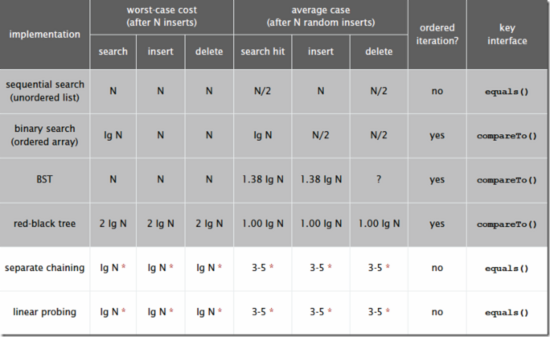 implementation worst-case cost (after N inserts) average case (after N random inserts) ordered iteration? key interface
search insert delete search hit insert delete
sequential search (unordered list) N N N N/2 N N/2 no equals()
binary search (ordered array) lg N N N lg N N/2 N/2 yes compareTo()
BST N N N 1.38 lg N 1.38 lg N ? yes compareTo()
red-black tree 2 lg N 2 lg N 2 lg N 1.00 lg N 1.00 lg N 1.00 lg N yes compareTo()
separate chaining lg N * lg N * lg N * 3-5 * 3-5 * 3-5 * no equals()
linear probing lg N * lg N * lg N * 3-5 * 3-5 * 3-5 * no equals()